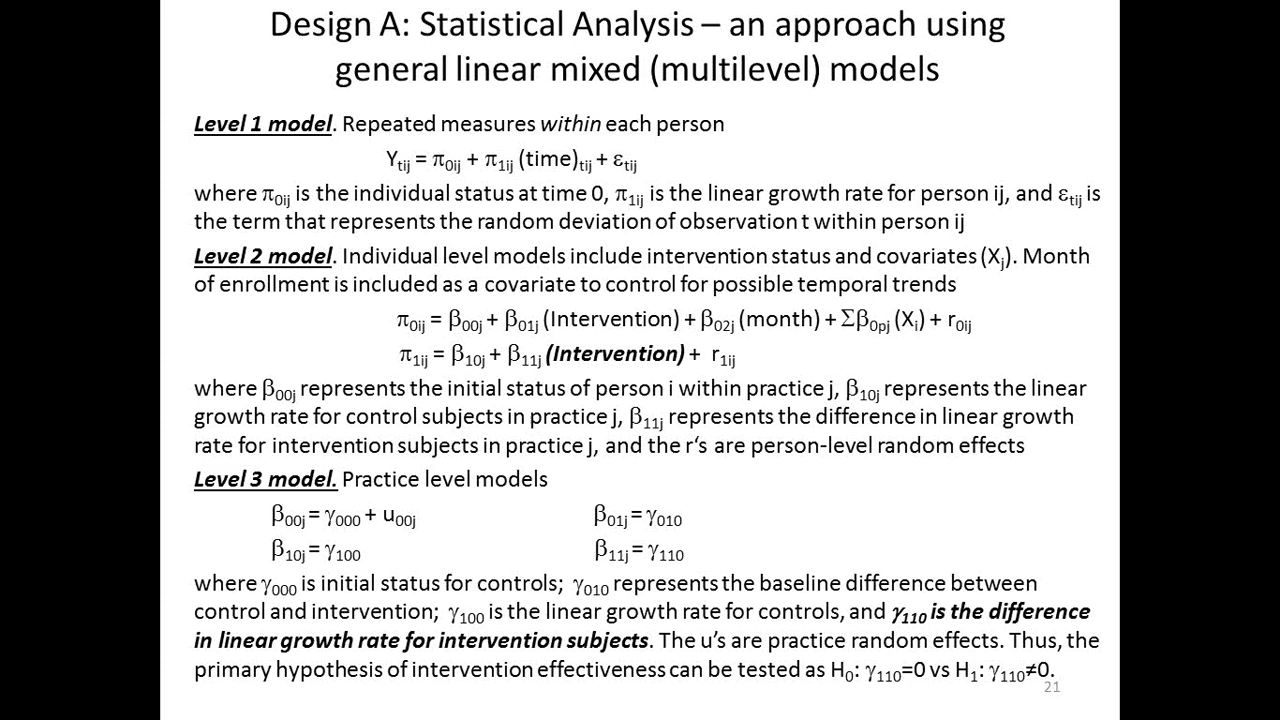 Design A: Statistical Analysis – an approach using
general linear mixed (multilevel) models
Level 1 model. Repeated measures within each person
Ytij = π0ij + π1ij (time)tij + εtij
where π0ij is the individual status at time 0, π1ij is the linear growth rate for person ij, and εtij is
the term that represents the random deviation of observation t within person ij
Level 2 model. Individual level models include intervention status and covariates (Xj). Month
of enrollment is included as a covariate to control for possible temporal trends
π0ij = β00j + β01j (Intervention) + β02j (month) + Σβ0pj (Xi) + r0ij
π1ij = β10j + β11j (Intervention) + r1ij
where β00j represents the initial status of person i within practice j, β10j represents the linear
growth rate for control subjects in practice j, β11j represents the difference in linear growth
rate for intervention subjects in practice j, and the r‘s are person-level random effects
Level 3 model. Practice level models
β00j = γ000 + u00j β01j = γ010
β10j = γ100 β11j = γ110
where γ000 is initial status for controls; γ010 represents the baseline difference between
control and intervention; γ100 is the linear growth rate for controls, and γ110 is the difference
in linear growth rate for intervention subjects. The u’s are practice random effects. Thus, the
primary hypothesis of intervention effectiveness can be tested as H0: γ110=0 vs H1: γ110≠0.
21